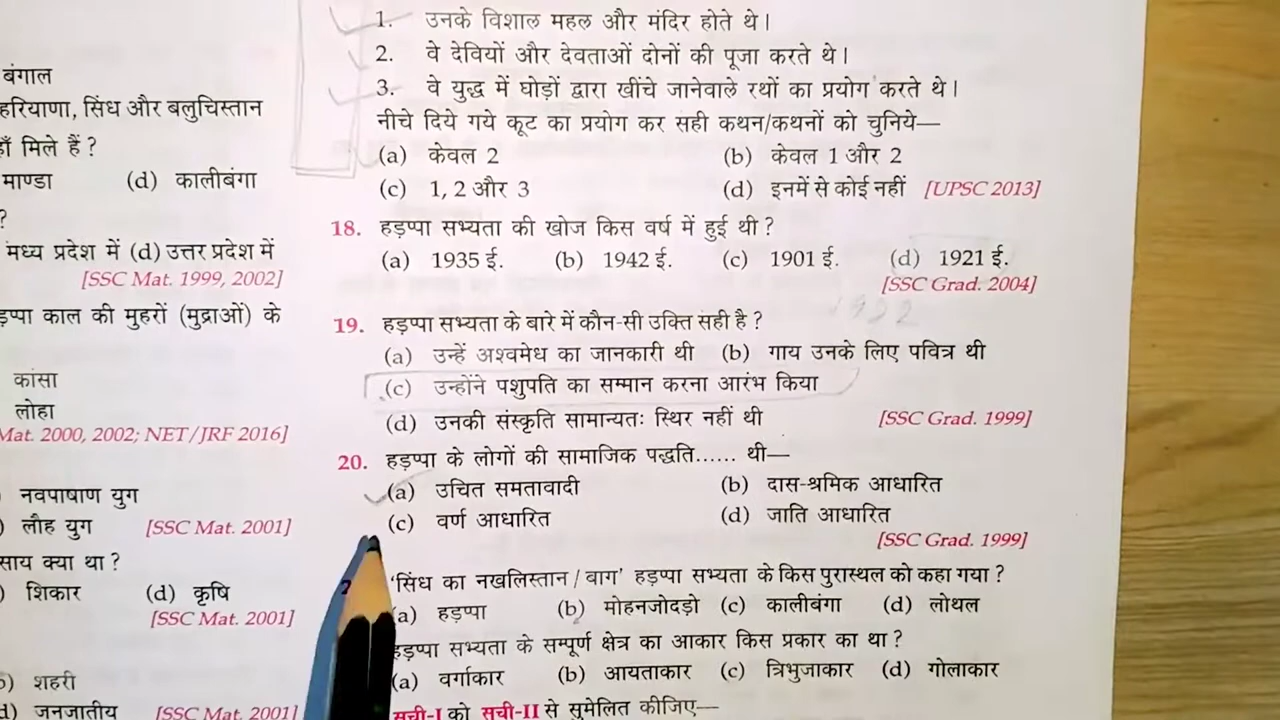 बंगाल
हरियाणा, सिंध और बलुचिस्तान
हाँ मिले हैं ?
माण्डा (d) कालीबंगा
?
मध्य प्रदेश में (d) उत्तर प्रदेश में
[SSC Mat. 1999, 2002]
ड़प्पा काल की मुहरों (मुद्राओं) के
कांसा
लोहा
Mat. 2000, 2002; NET/JRF 2016]
) नवपाषाण युग
) लौह युग [SSC Mat. 2001]
साय क्या था ?
) शिकार (d) कृषि
[SSC Mat. 2001]
) शहरी
d) जनजातीय [SSC Mat. 2001]
1. उनके विशाल महल और मंदिर होते थे।
2. वे देवियों और देवताओं दोनों की पूजा करते थे।
3. वे युद्ध में घोड़ों द्वारा खींचे जानेवाले रथों का प्रयोग करते थे।
नीचे दिये गये कूट का प्रयोग कर सही कथन/कथनों को चुनिये—
(a) केवल 2 (b) केवल 1 और 2
(c) 1, 2 और 3 (d) इनमें से कोई नहीं [UPSC 2013]
18. हड़प्पा सभ्यता की खोज किस वर्ष में हुई थी ?
(a) 1935 ई. (b) 1942 ई. (c) 1901 ई. (d) 1921 ई.
[SSC Grad. 2004]
1922
19. हड़प्पा सभ्यता के बारे में कौन-सी उक्ति सही है ?
(a) उन्हें अश्वमेध का जानकारी थी (b) गाय उनके लिए पवित्र थी
(c) उन्होंने पशुपति का सम्मान करना आरंभ किया
(d) उनकी संस्कृति सामान्यतः स्थिर नहीं थी [SSC Grad. 1999]
20. हड़प्पा के लोगों की सामाजिक पद्धति...... थी—
(a) उचित समतावादी (b) दास-श्रमिक आधारित
(c) वर्ण आधारित (d) जाति आधारित
[SSC Grad. 1999]
2 'सिंध का नखलिस्तान / बाग' हड़प्पा सभ्यता के किस पुरास्थल को कहा गया ?
(a) हड़प्पा (b) मोहनजोदड़ो (c) कालीबंगा (d) लोथल
हड़प्पा सभ्यता के सम्पूर्ण क्षेत्र का आकार किस प्रकार का था ?
(a) वर्गाकार (b) आयताकार (c) त्रिभुजाकार (d) गोलाकार
सूची-I को सूची-II से सुमेलित कीजिए—